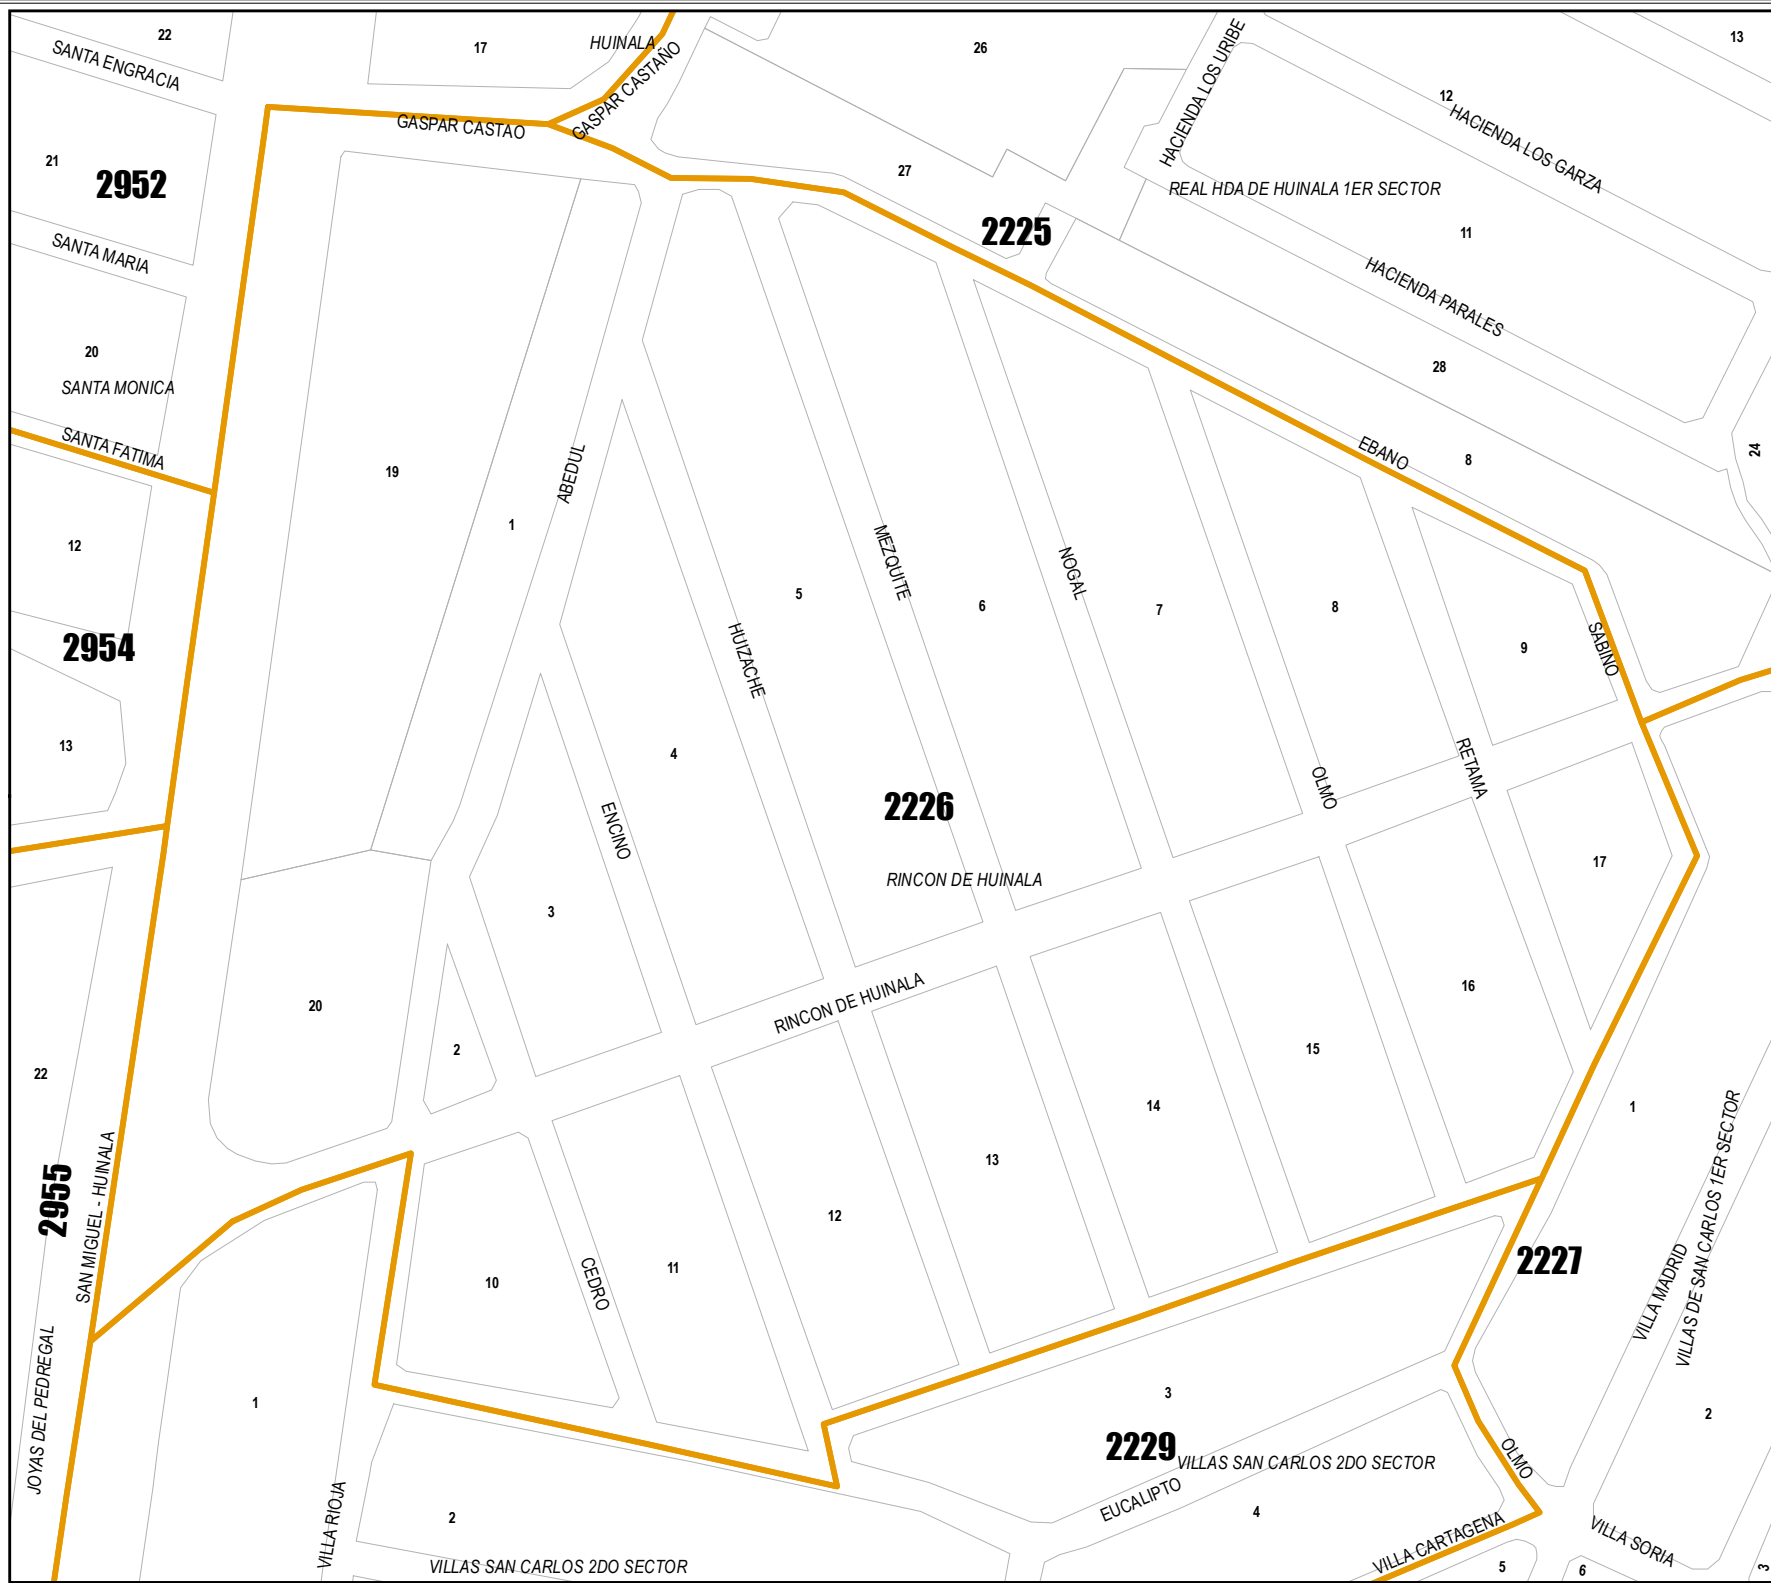 22
SANTA ENGRACIA
17
HUINALA
GASPAR CASTAÑO
26
HACIENDA LOS URIBE
13
12
HACIENDA LOS GARZA
GASPAR CASTAO
21
2952
27
REAL HDA DE HUINALA 1ER SECTOR
2225
11
SANTA MARIA
HACIENDA PARALES
20
28
SANTA MONICA
SANTA FATIMA
EBANO
8
24
19
ABEDUL
1
12
MEZQUITE
NOGAL
5
6
7
8
2954
HUIZACHE
9
SABINO
13
4
RETAMA
OLMO
2226
ENCINO
RINCON DE HUINALA
17
3
20
RINCON DE HUINALA
16
2
15
22
14
1
VILLAS DE SAN CARLOS 1ER SECTOR
2955
SAN MIGUEL - HUINALA
13
12
11
10
CEDRO
2227
VILLA MADRID
JOYAS DEL PEDREGAL
1
3
2
2229
VILLAS SAN CARLOS 2DO SECTOR
OLMO
EUCALIPTO
4
2
VILLA RIOJA
VILLAS SAN CARLOS 2DO SECTOR
VILLA CARTAGENA
VILLA SORIA
5
6
3